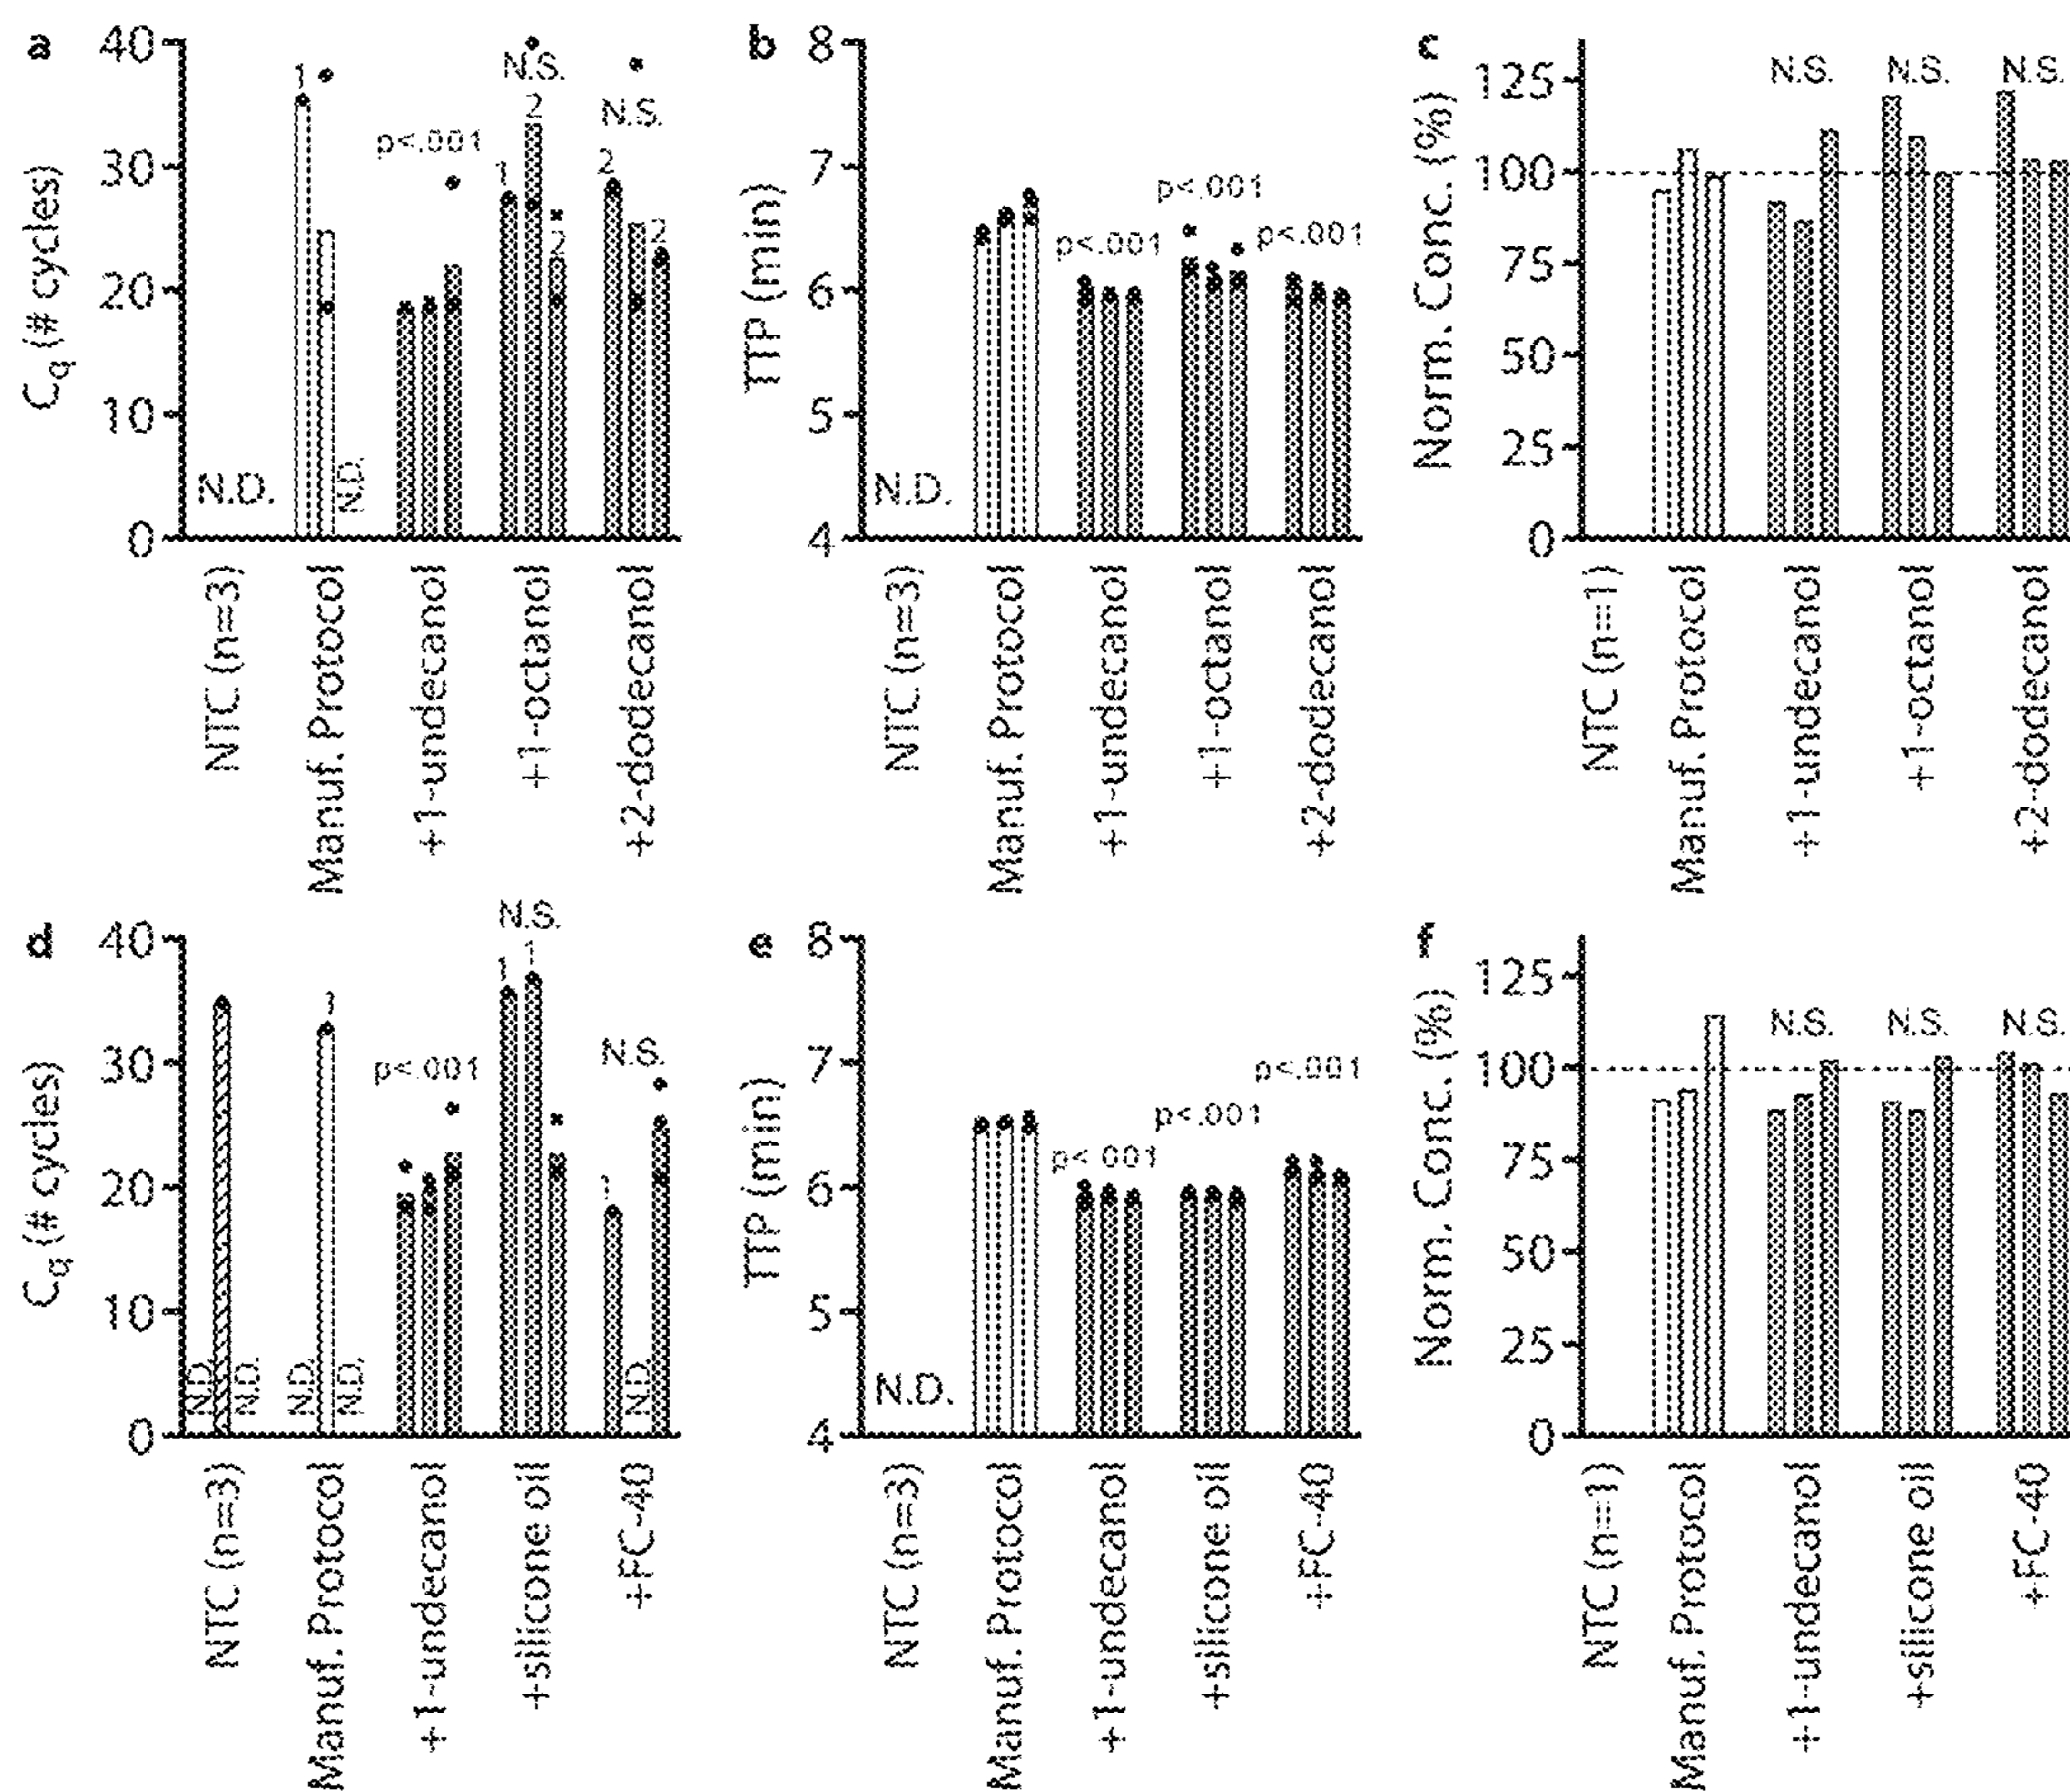 a
40
30
20
10
0
Cq (# cycles)
N.D.
1
N.D.
p<.001
1
N.S.
2
2
2
N.S.
2
NTC (n=3)
Manuf. Protocol
+1-undecanol
+1-octanol
+2-dodecanol
b
8
7
6
5
4
TTP (min)
N.D.
p<.001
p<.001
p<.001
NTC (n=3)
Manuf. Protocol
+1-undecanol
+1-octanol
+2-dodecanol
c
125
100
75
50
25
0
Norm. Conc. (%)
N.S.
N.S.
N.S.
NTC (n=1)
Manuf. Protocol
+1-undecanol
+1-octanol
+2-dodecanol
d
40
30
20
10
0
Cq (# cycles)
N.D.
N.D.
N.D.
1
N.D.
p<.001
N.S.
1
1
N.S.
1
N.D.
NTC (n=3)
Manuf. Protocol
+1-undecanol
+silicone oil
+FC-40
e
8
7
6
5
4
TTP (min)
N.D.
p<.001
p<.001
p<.001
NTC (n=3)
Manuf. Protocol
+1-undecanol
+silicone oil
+FC-40
f
125
100
75
50
25
0
Norm. Conc. (%)
N.S.
N.S.
N.S.
NTC (n=1)
Manuf. Protocol
+1-undecanol
+silicone oil
+FC-40